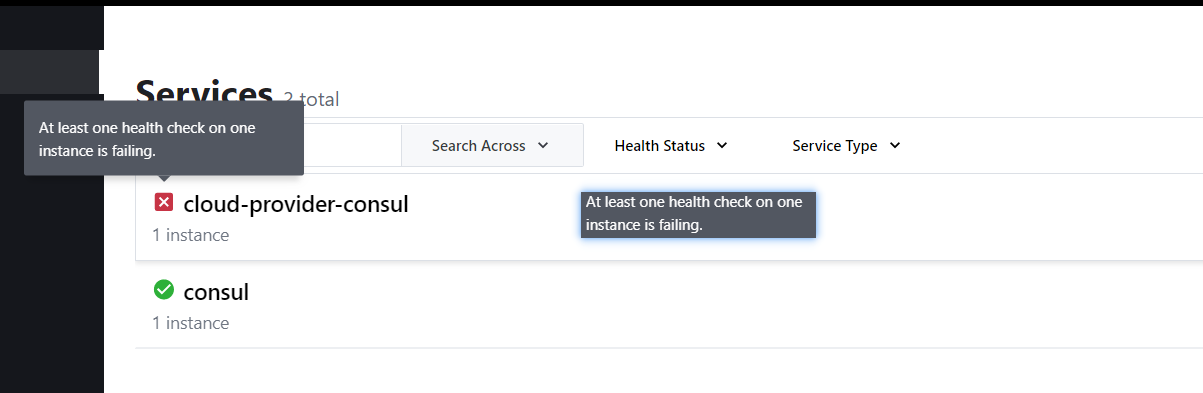 Services 2 total
At least one health check on one
instance is failing.
Search Across
Health Status
Service Type
cloud-provider-consul
1 instance
At least one health check on one
instance is failing.
consul
1 instance